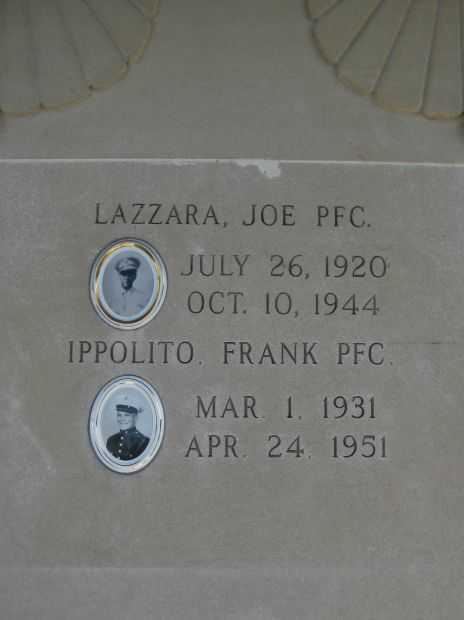 LAZZARA, JOE PFC.
JULY 26, 1920
OCT. 10, 1944
IPPOLITO. FRANK PFC.
MAR. 1, 1931
APR. 24, 1951